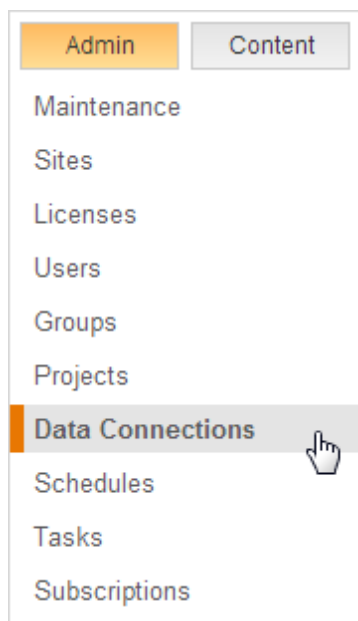 Admin Content
Maintenance
Sites
Licenses
Users
Groups
Projects
Data Connections
Schedules
Tasks
Subscriptions